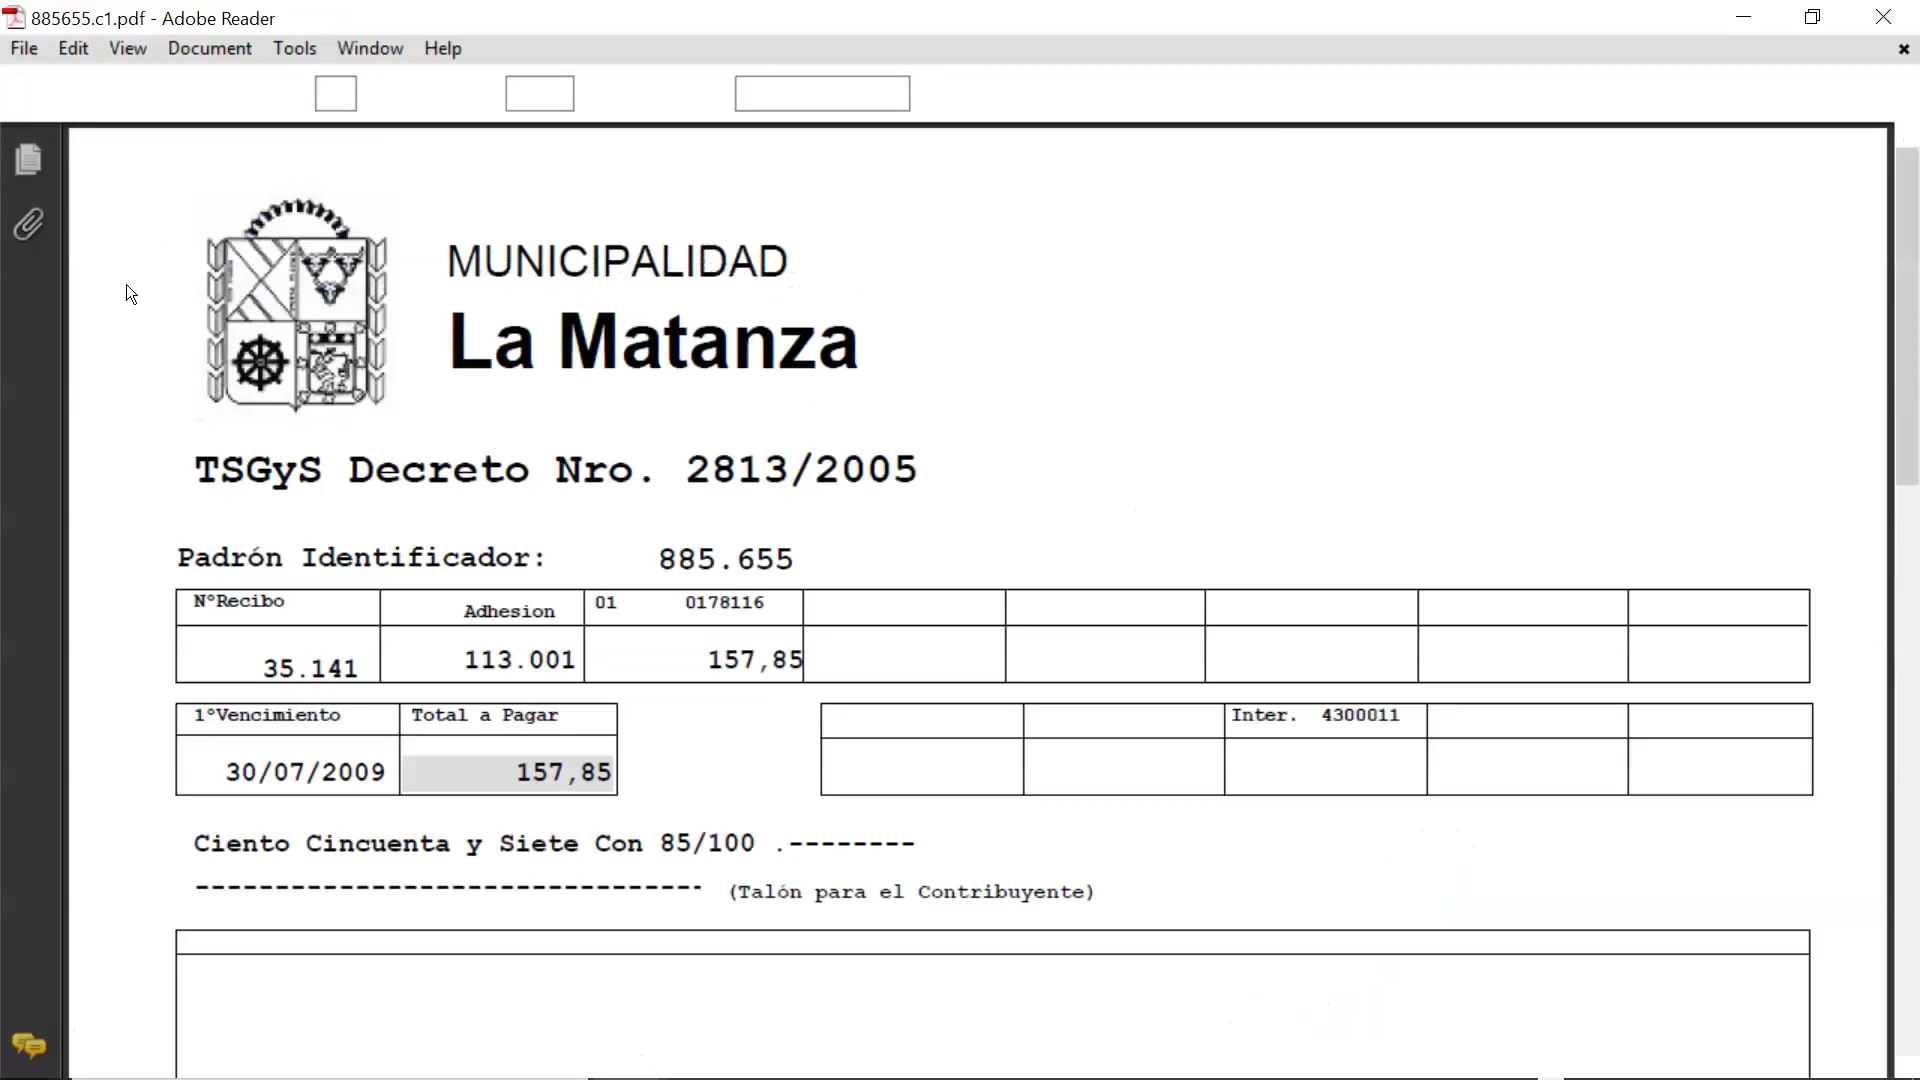 885655.c1.pdf - Adobe Reader
File Edit View Document Tools Window Help
MUNICIPALIDAD
La Matanza
TSGyS Decreto Nro. 2813/2005
Padrón Identificador: 885.655
N°Recibo Adhesion 01 0178116
35.141 113.001 157,85
1°Vencimiento Total a Pagar Inter. 4300011
30/07/2009 157,85
Ciento Cincuenta y Siete Con 85/100 .--------
-------------------------------- (Talón para el Contribuyente)